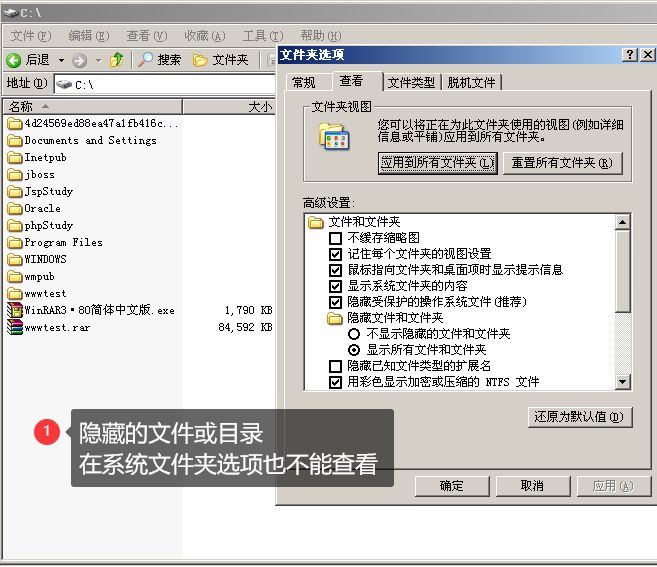 C:\
文件(F) 编辑(E) 查看(V) 收藏(A) 工具(T) 帮助(H)
后退 搜索 文件夹
地址(D) C:\
名称 大小
4d24569ed88ea47a1fb416c...
Documents and Settings
Inetpub
jboss
JspStudy
Oracle
phpStudy
Program Files
WINDOWS
wmpub
wwwtest
WinRAR3·80简体中文版.exe 1,790 KB
wwwtest.rar 84,592 KB
文件夹选项
常规 查看 文件类型 脱机文件
文件夹视图
您可以将正在为此文件夹使用的视图(例如详细
信息或平铺)应用到所有文件夹。
应用到所有文件夹(L) 重置所有文件夹(R)
高级设置:
文件和文件夹
不缓存缩略图
记住每个文件夹的视图设置
鼠标指向文件夹和桌面项时显示提示信息
显示系统文件夹的内容
隐藏受保护的操作系统文件(推荐)
隐藏文件和文件夹
不显示隐藏的文件和文件夹
显示所有文件和文件夹
隐藏已知文件类型的扩展名
用彩色显示加密或压缩的 NTFS 文件
还原为默认值(D)
确定 取消 应用(A)
1
隐藏的文件或目录
在系统文件夹选项也不能查看